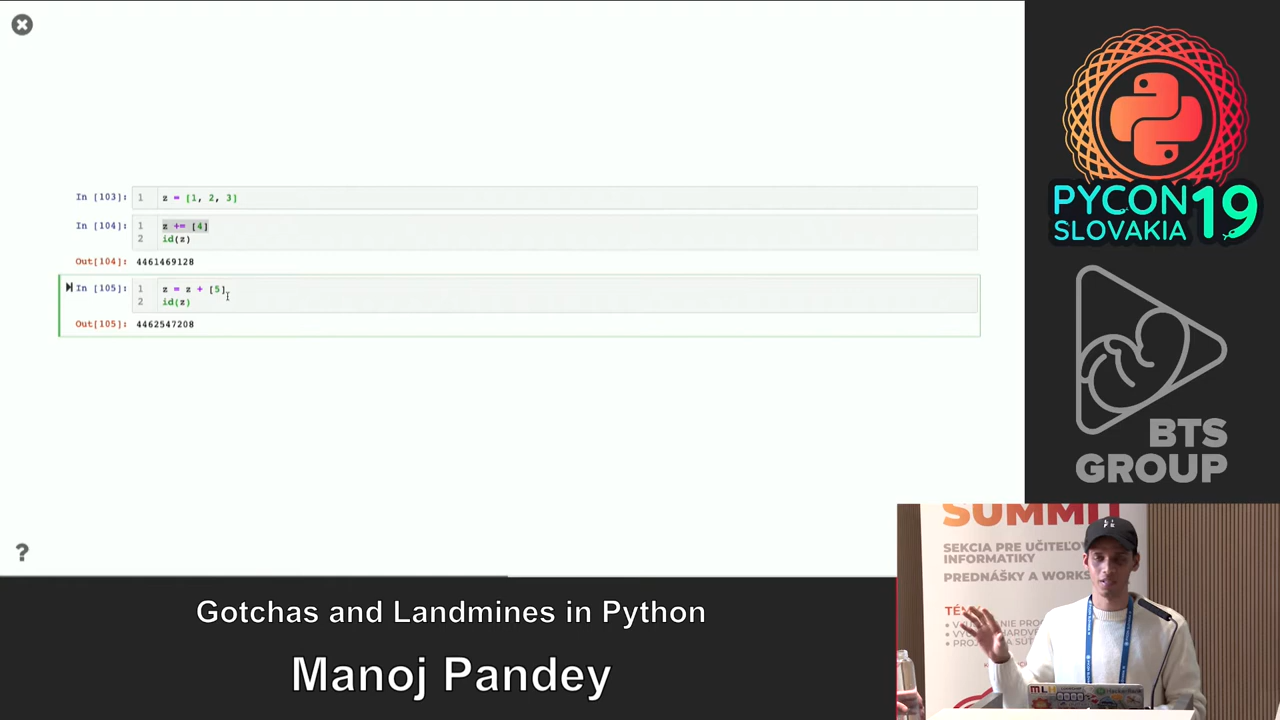 In [103]:
1
z = [1, 2, 3]
In [104]:
1
z += [4]
2
id(z)
Out[104]: 4461469128
In [105]:
1
z = z + [5]
2
id(z)
Out[105]: 4462547208
?
PYCON
SLOVAKIA
19
BTS
GROUP
SUMMIT
SEKCIA PRE UČITEĽOV
INFORMATIKY
PREDNÁŠKY A WORKS
TÉMY
LIFE
Gotchas and Landmines in Python
Manoj Pandey